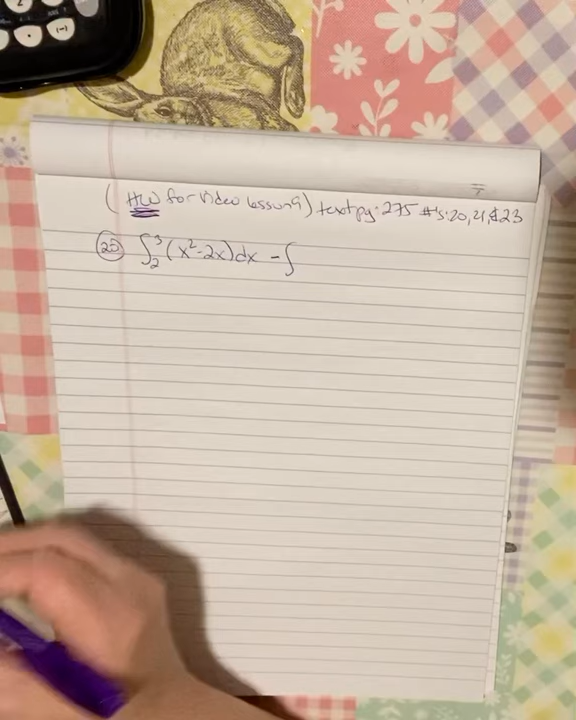 (HW for video lesson 9) text pg. 275 #'s: 20, 21, & 23
(20) ∫₂³ (x²-2x)dx - ∫
(-)